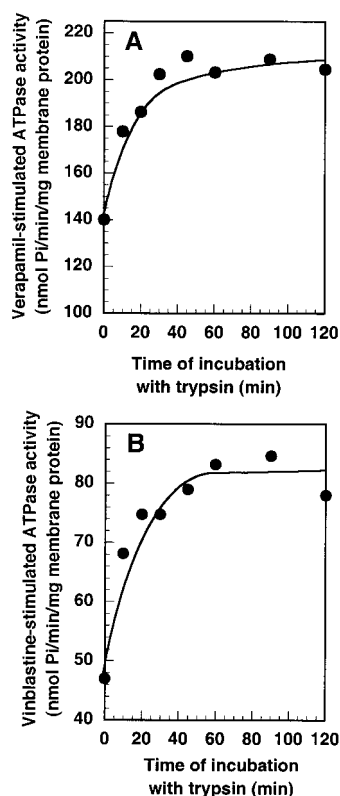 A
Verapamil-stimulated ATPase activity
(nmol Pi/min/mg membrane protein)
220
200
180
160
140
120
100
0 20 40 60 80 100 120
Time of incubation
with trypsin (min)
B
Vinblastine-stimulated ATPase activity
(nmol Pi/min/mg membrane protein)
90
80
70
60
50
40
0 20 40 60 80 100 120
Time of incubation
with trypsin (min)